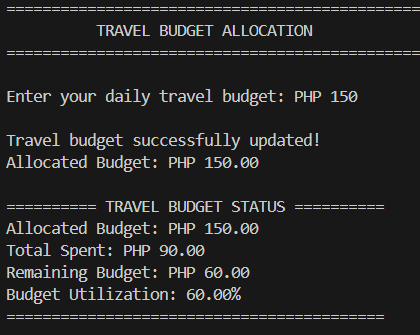 ==============================================
TRAVEL BUDGET ALLOCATION
==============================================
Enter your daily travel budget: PHP 150
Travel budget successfully updated!
Allocated Budget: PHP 150.00
========== TRAVEL BUDGET STATUS ==========
Allocated Budget: PHP 150.00
Total Spent: PHP 90.00
Remaining Budget: PHP 60.00
Budget Utilization: 60.00%
==========================================